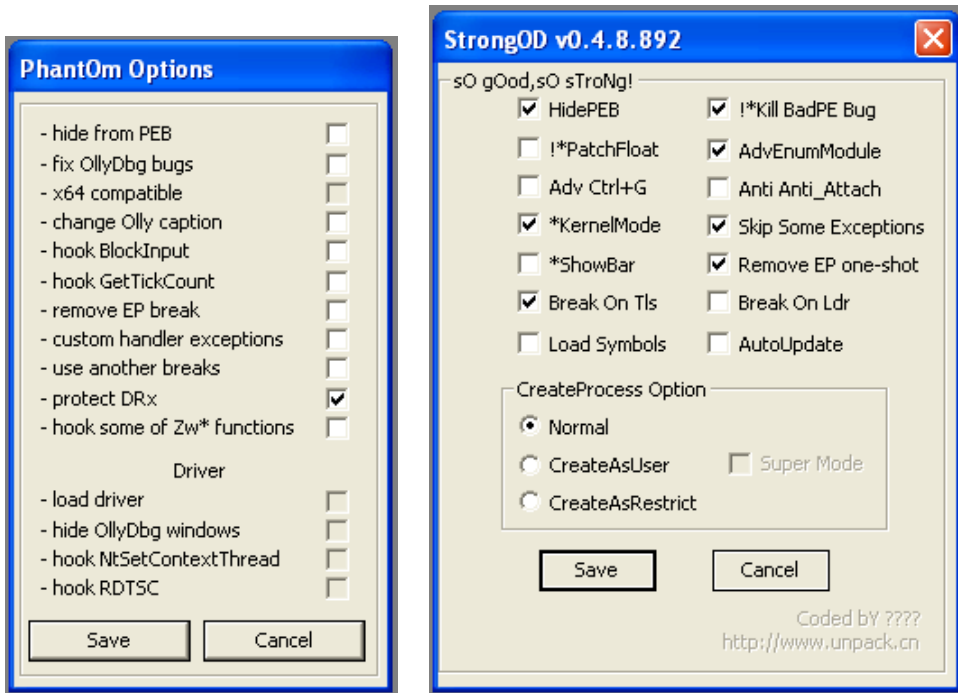 PhantOm Options
- hide from PEB
- fix OllyDbg bugs
- x64 compatible
- change Olly caption
- hook BlockInput
- hook GetTickCount
- remove EP break
- custom handler exceptions
- use another breaks
- protect DRx
- hook some of Zw* functions
Driver
- load driver
- hide OllyDbg windows
- hook NtSetContextThread
- hook RDTSC
Save Cancel
StrongOD v0.4.8.892
sO gOod,sO sTroNg!
HidePEB !*Kill BadPE Bug
!*PatchFloat AdvEnumModule
Adv Ctrl+G Anti Anti_Attach
*KernelMode Skip Some Exceptions
*ShowBar Remove EP one-shot
Break On Tls Break On Ldr
Load Symbols AutoUpdate
CreateProcess Option
Normal
CreateAsUser Super Mode
CreateAsRestrict
Save Cancel
Coded bY ????
http://www.unpack.cn